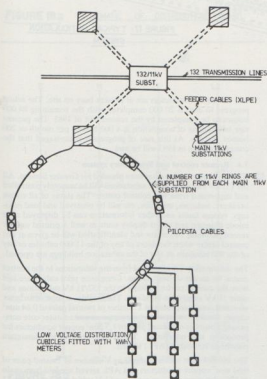 132/11kV
SUBST.
132 TRANSMISSION LINES
FEEDER CABLES (XLPE)
MAIN 11kV
SUBSTATIONS
A NUMBER OF 11kV RINGS ARE
SUPPLIED FROM EACH MAIN 11kV
SUBSTATION
PILCDSTA CABLES
LOW VOLTAGE DISTRIBUTION
CUBICLES FITTED WITH kWh
METERS